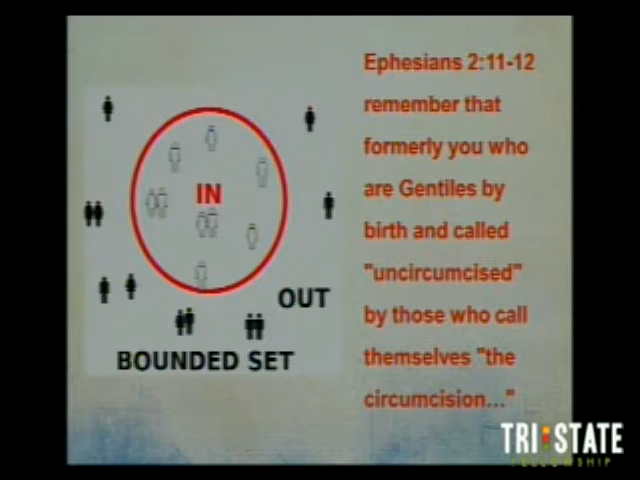 IN
OUT
BOUNDED SET
Ephesians 2:11-12
remember that
formerly you who
are Gentiles by
birth and called
"uncircumcised"
by those who call
themselves "the
circumcision..."
TRI STATE
FELLOWSHIP